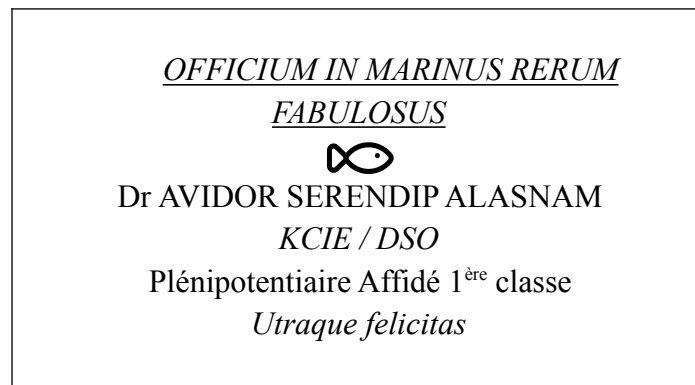 OFFICIUM IN MARINUS RERUM
FABULOSUS
Dr AVIDOR SERENDIP ALASNAM
KCIE / DSO
Plénipotentiaire Affidé 1ère classe
Utraque felicitas